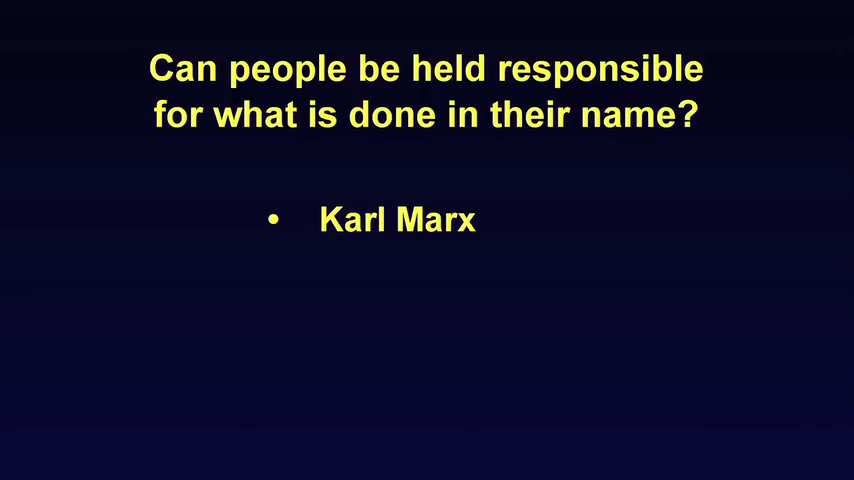 Can people be held responsible
for what is done in their name?
• Karl Marx